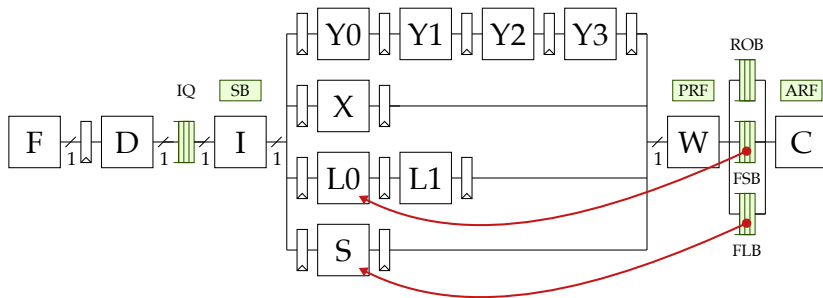 Y0 Y1 Y2 Y3
ROB
IQ SB PRF ARF
X
F 1 D 1 1 I 1 1 W C
L0 L1
FSB
S
FLB